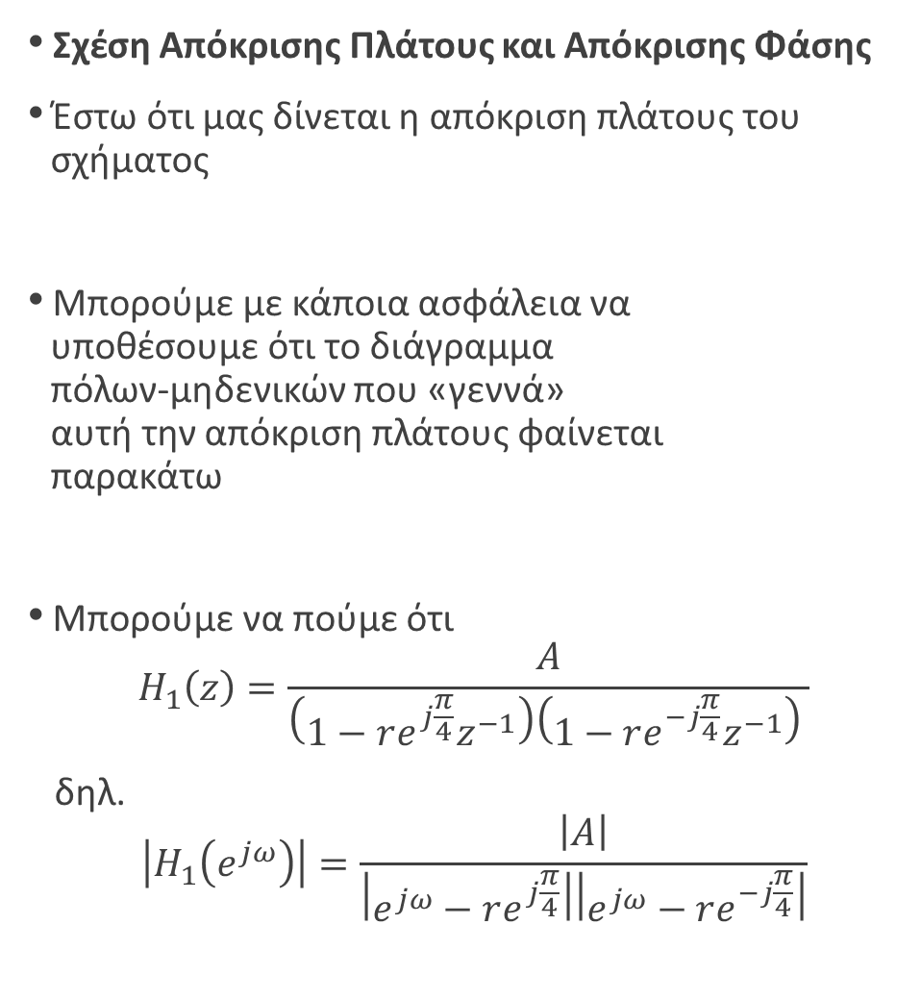 • Σχέση Απόκρισης Πλάτους και Απόκρισης Φάσης
• Έστω ότι μας δίνεται η απόκριση πλάτους του
σχήματος
• Μπορούμε με κάποια ασφάλεια να
υποθέσουμε ότι το διάγραμμα
πόλων-μηδενικών που «γεννά»
αυτή την απόκριση πλάτους φαίνεται
παρακάτω
• Μπορούμε να πούμε ότι
$H_1(z) = \frac{A}{\left(1 - re^{j\frac{\pi}{4}}z^{-1}\right)\left(1 - re^{-j\frac{\pi}{4}}z^{-1}\right)}$
δηλ.
$\left|H_1\left(e^{j\omega}\right)\right| = \frac{|A|}{\left|e^{j\omega} - re^{j\frac{\pi}{4}}\right|\left|e^{j\omega} - re^{-j\frac{\pi}{4}}\right|}$